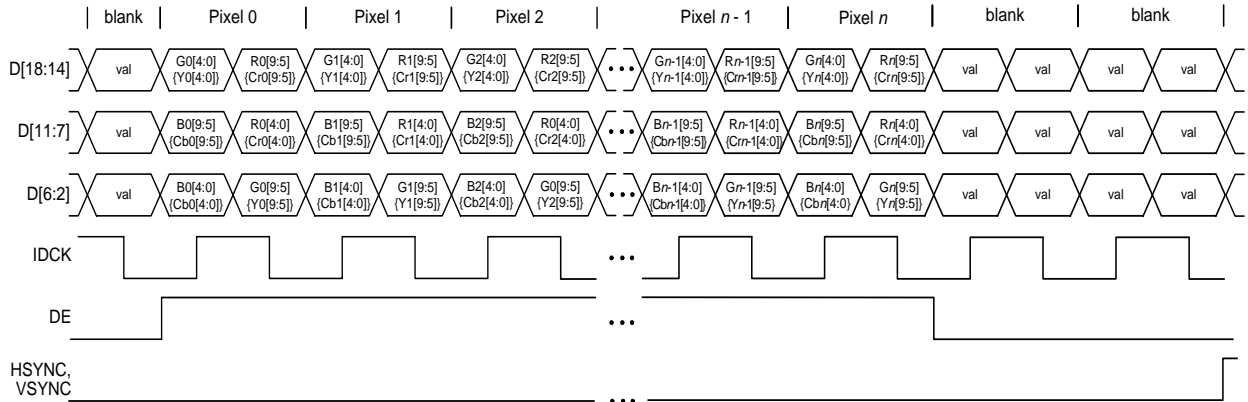 | blank | Pixel 0 | Pixel 1 | Pixel 2 | Pixel n - 1 | Pixel n | blank | blank |
G0[4:0] R0[9:5] G1[4:0] R1[9:5] G2[4:0] R2[9:5] Gn-1[4:0] Rn-1[9:5] Gn[4:0] Rn[9:5]
D[18:14] val {Y0[4:0]} {Cr0[9:5]} {Y1[4:0]} {Cr1[9:5]} {Y2[4:0]} {Cr2[9:5]} ••• {Yn-1[4:0]} {Crn-1[9:5]} {Yn[4:0]} {Crn[9:5]} val val val val
B0[9:5] R0[4:0] B1[9:5] R1[4:0] B2[9:5] R0[4:0] Bn-1[9:5] Rn-1[4:0] Bn[9:5] Rn[4:0]
D[11:7] val {Cb0[9:5]} {Cr0[4:0]} {Cb1[9:5]} {Cr1[4:0]} {Cb2[9:5]} {Cr2[4:0]} ••• {Cbn-1[9:5]} {Crn-1[4:0]} {Cbn[9:5]} {Crn[4:0]} val val val val
B0[4:0] G0[9:5] B1[4:0] G1[9:5] B2[4:0] G0[9:5] Bn-1[4:0] Gn-1[9:5] Bn[4:0] Gn[9:5]
D[6:2] val {Cb0[4:0]} {Y0[9:5]} {Cb1[4:0]} {Y1[9:5]} {Cb2[4:0]} {Y2[9:5]} ••• {Cbn-1[4:0]} {Yn-1[9:5} {Cbn[4:0} {Yn[9:5]} val val val val
IDCK •••
DE •••
HSYNC,
VSYNC •••